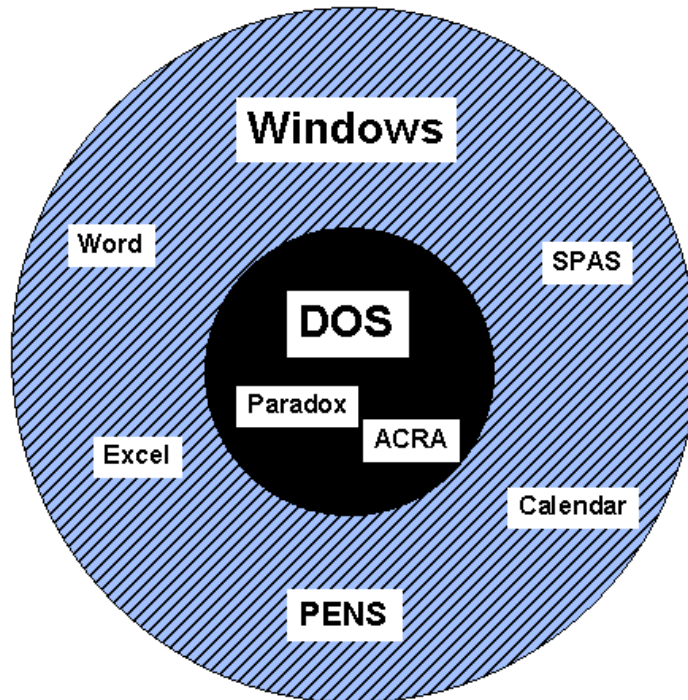 Windows
Word
SPAS
DOS
Paradox
ACRA
Excel
Calendar
PENS